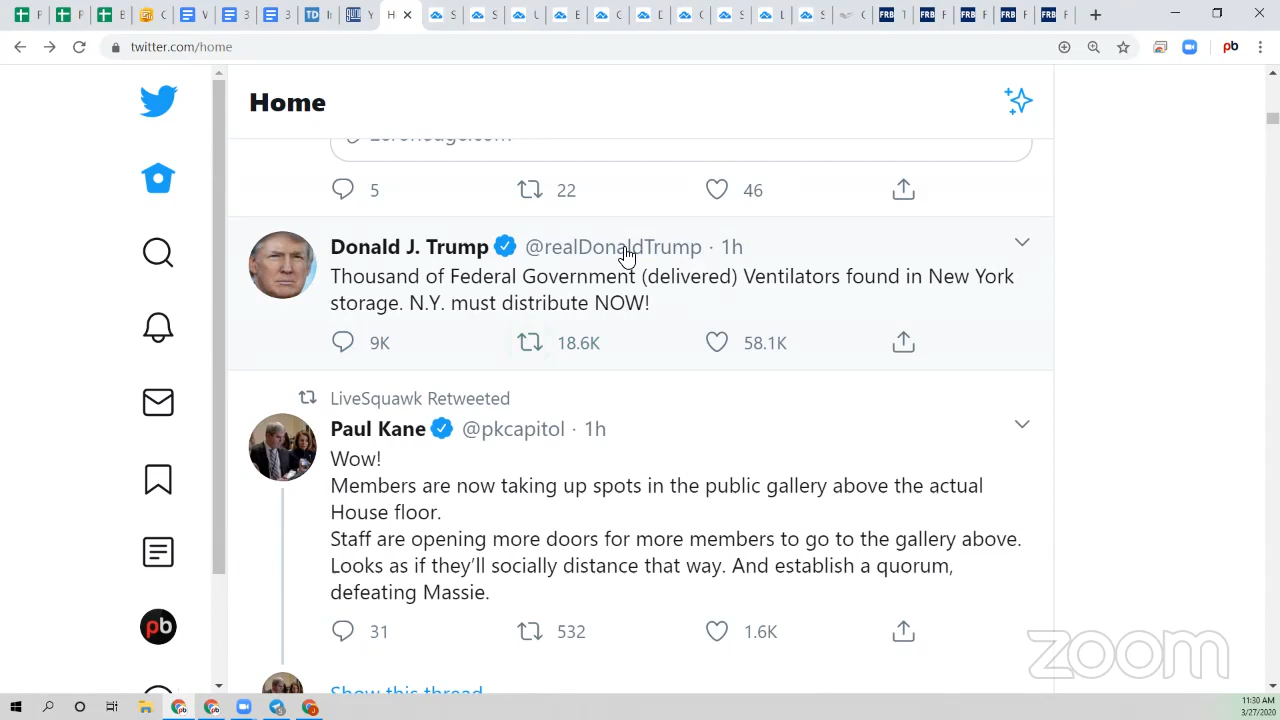 twitter.com/home
pb
Home
5 22 46
Donald J. Trump @realDonaldTrump · 1h
Thousand of Federal Government (delivered) Ventilators found in New York
storage. N.Y. must distribute NOW!
9K 18.6K 58.1K
LiveSquawk Retweeted
Paul Kane @pkcapitol · 1h
Wow!
Members are now taking up spots in the public gallery above the actual
House floor.
Staff are opening more doors for more members to go to the gallery above.
Looks as if they'll socially distance that way. And establish a quorum,
defeating Massie.
31 532 1.6K
pb
zoom
Show this thread
11:30 AM
3/27/2020